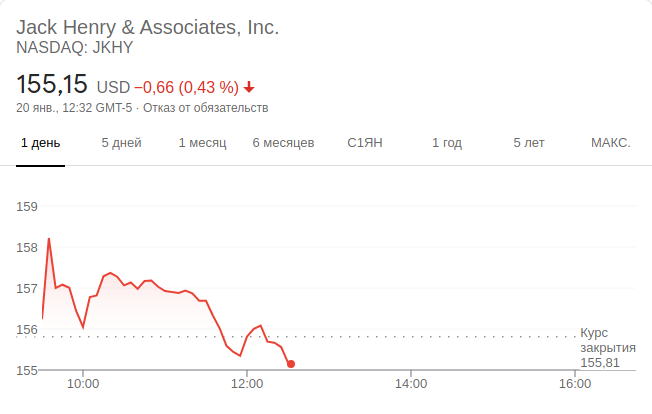 Jack Henry & Associates, Inc.
NASDAQ: JKHY
155,15 USD −0,66 (0,43 %)
20 янв., 12:32 GMT-5 · Отказ от обязательств
1 день 5 дней 1 месяц 6 месяцев С1ЯН 1 год 5 лет МАКС.
159
158
157
156
155
Курс
закрытия
155,81
10:00 12:00 14:00 16:00